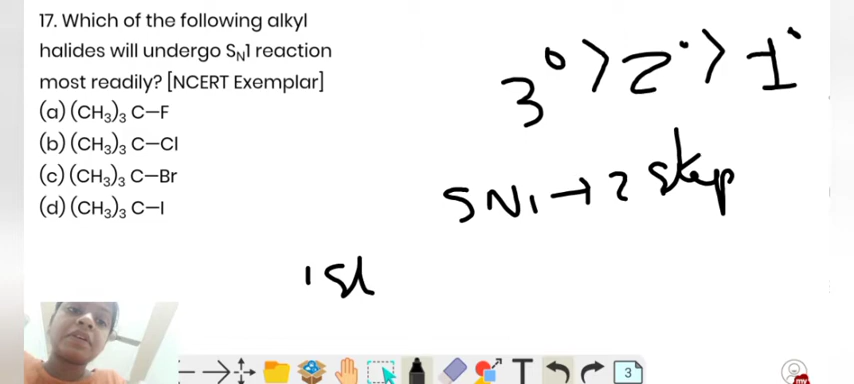 17. Which of the following alkyl
halides will undergo SN1 reaction
most readily? [NCERT Exemplar]
(a) (CH3)3 C–F
(b) (CH3)3 C–Cl
(c) (CH3)3 C–Br
(d) (CH3)3 C–I
3° > 2° > 1°
SN1 → 2 step
1st
T
3